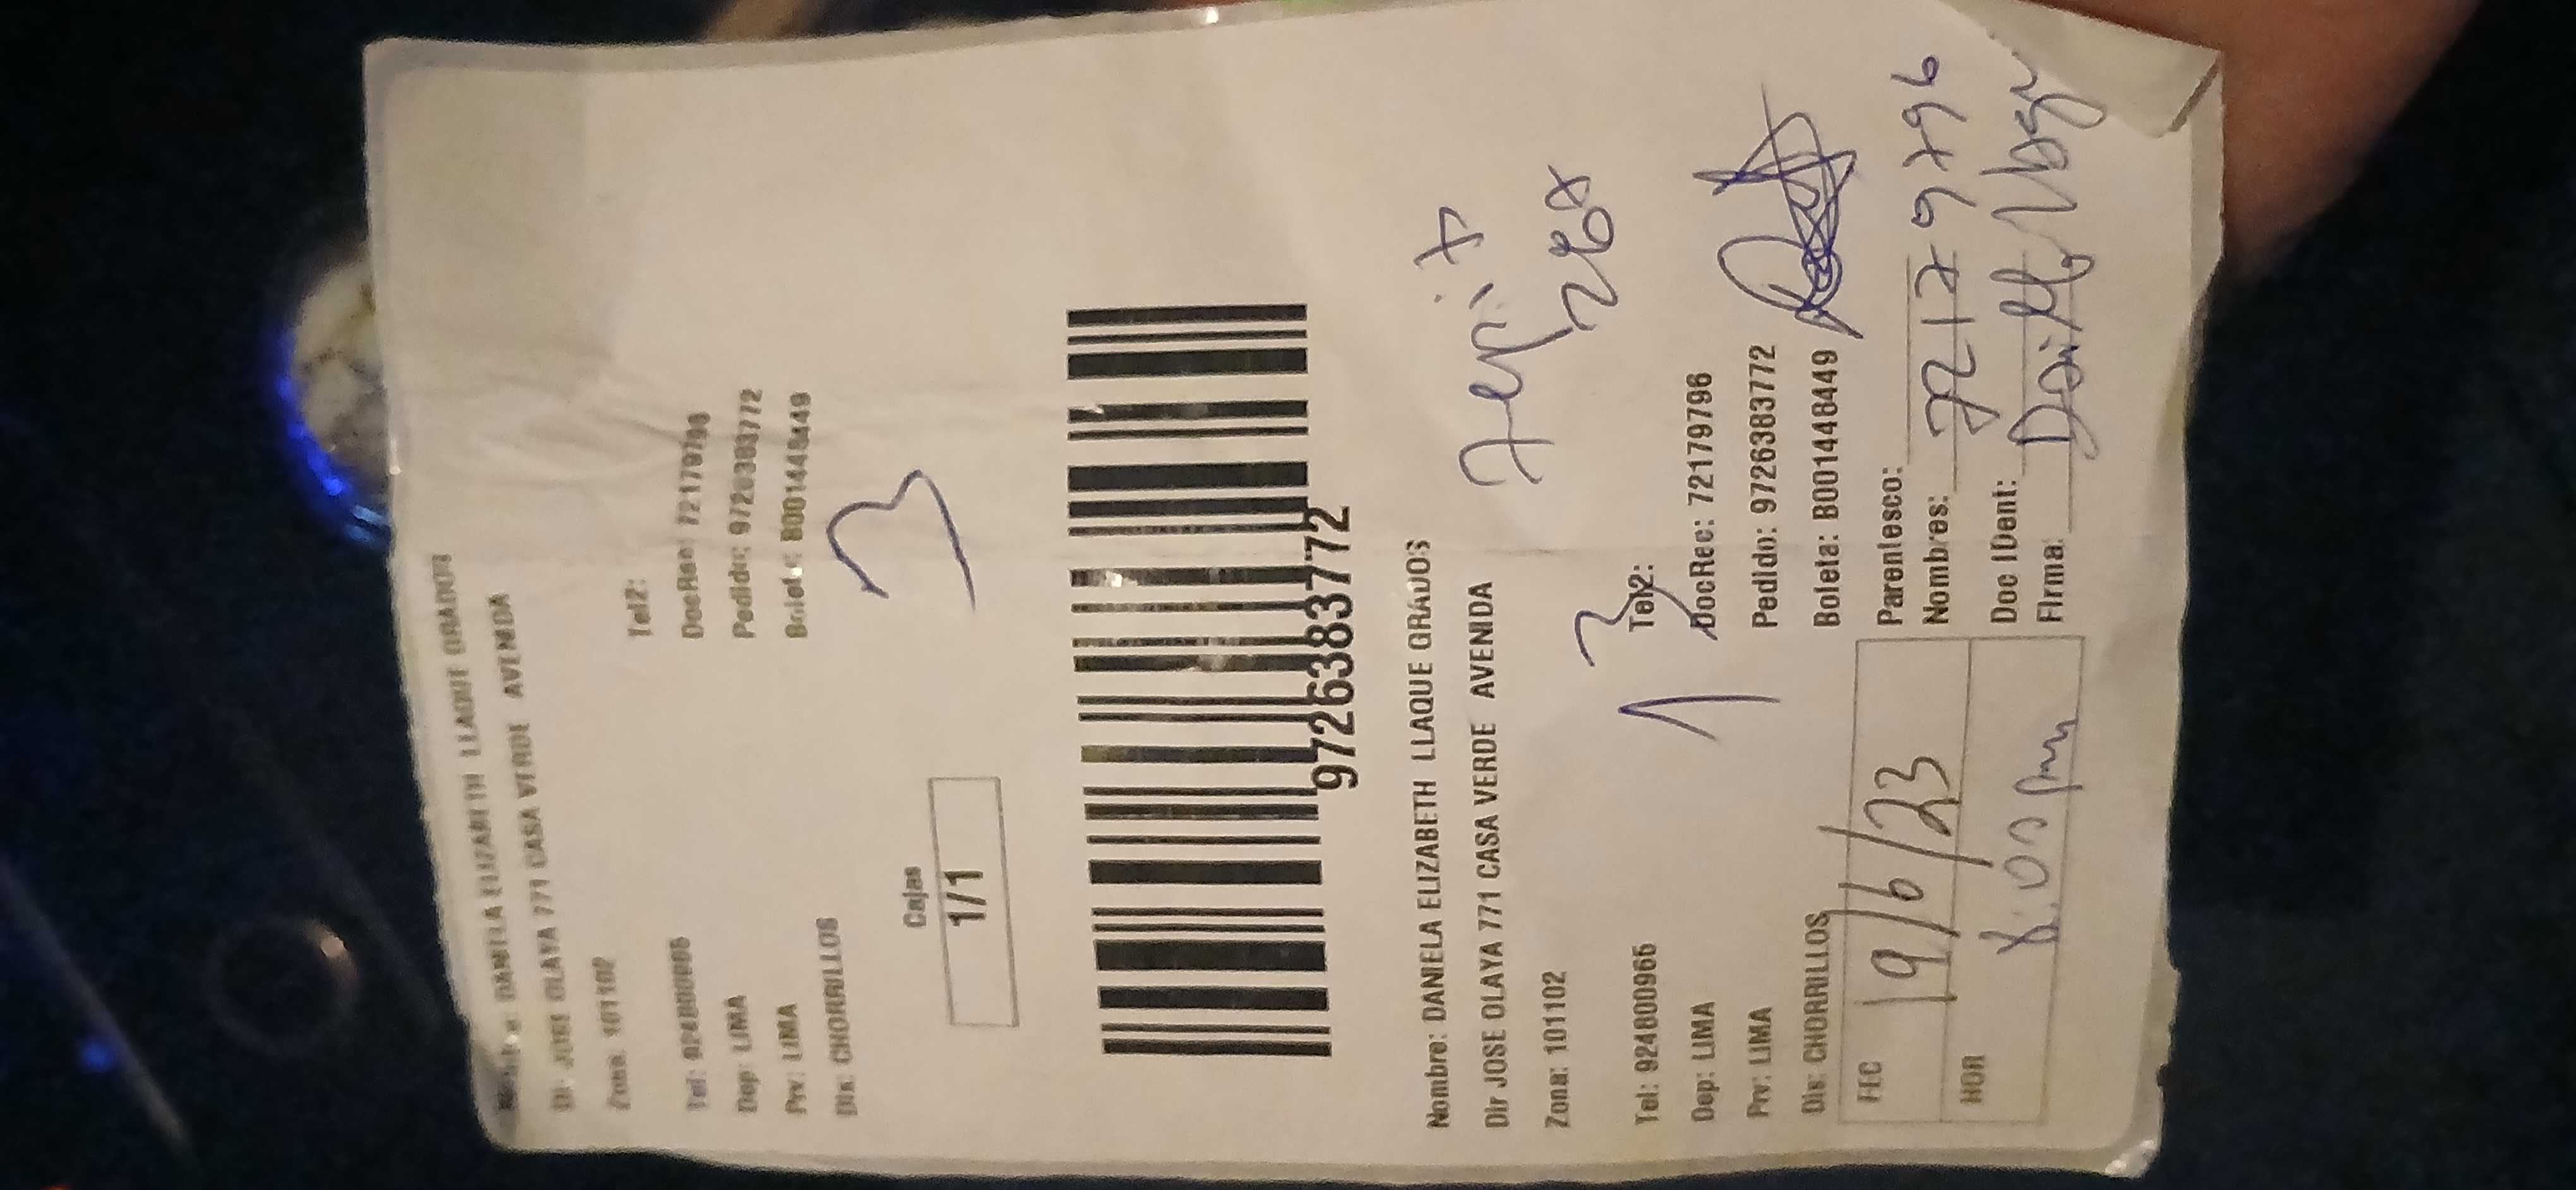 DANIELA ELIZABETH LLAQUE GRADOS
JOSE OLAYA 771 CASA VERDE AVENIDA
Zona: 101102
Tel: Tel2:
Dep: LIMA DocRec: 72179796
Prv: LIMA Pedido: 9726383772
Dis: CHORRILLOS Boleta: B001448449
3
Cajas
1/1
9726383772
Nombre: DANIELA ELIZABETH LLAQUE GRADOS
Dir JOSE OLAYA 771 CASA VERDE AVENIDA
Zona: 101102
Tel: 924800966 Tel2:
Dep: LIMA DocRec: 72179796
Prv: LIMA Pedido: 9726383772
Dis: CHORRILLOS Boleta: B001448449
13
FEC 19/6/23
HOR
Parentesco:
Nombres: 72179796
Doc IDent:
Firma: